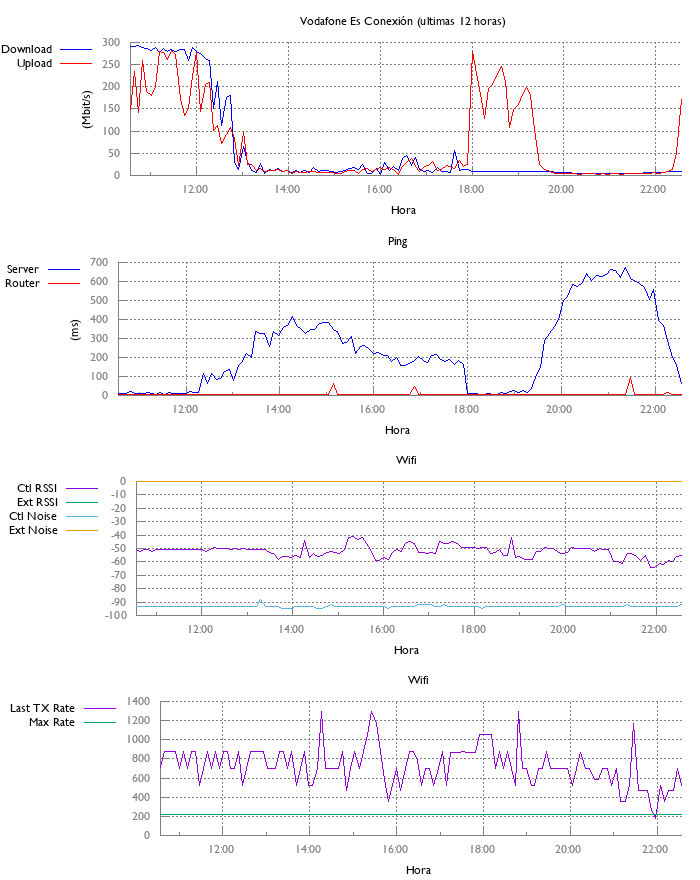 Vodafone Es Conexión (ultimas 12 horas)
Download
Upload
(Mbit/s)
300
250
200
150
100
50
0
12:00 14:00 16:00 18:00 20:00 22:00
Hora
Ping
Server
Router
(ms)
700
600
500
400
300
200
100
0
12:00 14:00 16:00 18:00 20:00 22:00
Hora
Wifi
Ctl RSSI
Ext RSSI
Ctl Noise
Ext Noise
0
-10
-20
-30
-40
-50
-60
-70
-80
-90
-100
12:00 14:00 16:00 18:00 20:00 22:00
Hora
Wifi
Last TX Rate
Max Rate
1400
1200
1000
800
600
400
200
0
12:00 14:00 16:00 18:00 20:00 22:00
Hora